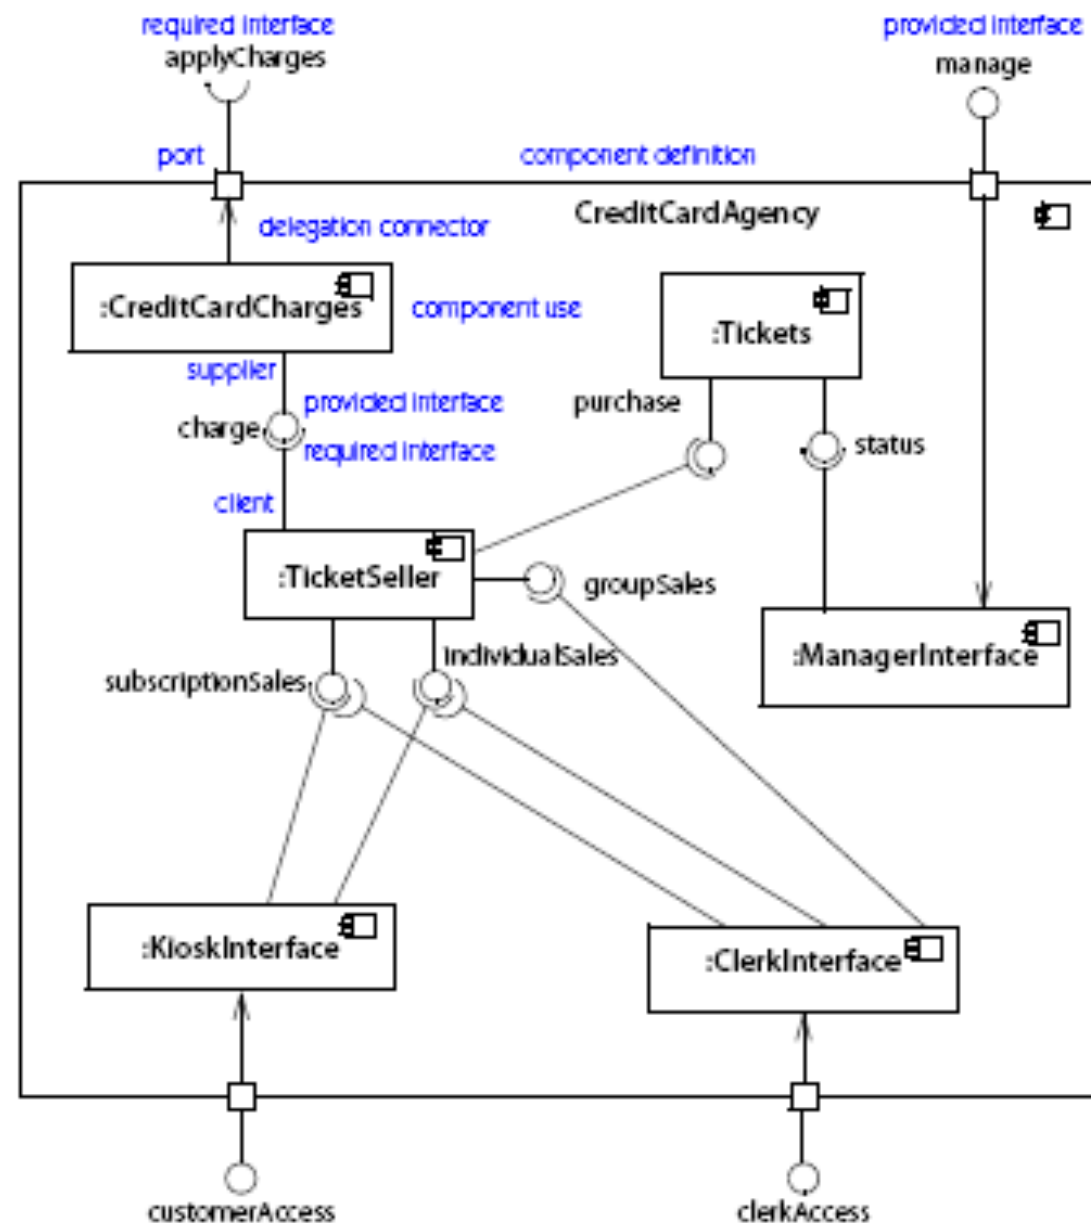 required interface
provided interface
applyCharges
manage
port
component definition
CreditCardAgency
delegation connector
:CreditCardCharges
component use
:Tickets
supplier
provided interface
purchase
charge
status
required interface
client
:TicketSeller
groupSales
individualSales
:ManagerInterface
subscriptionSales
:KioskInterface
:ClerkInterface
customerAccess
clerkAccess